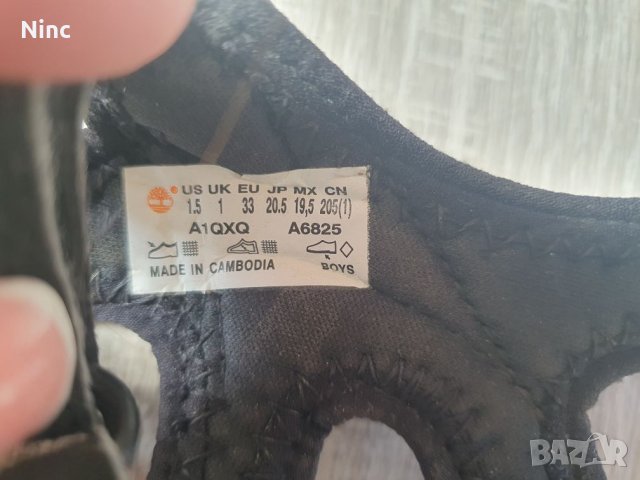 Ninc
US UK EU JP MX CN
1.5 1 33 20.5 19,5 205(1)
A1QXQ A6825
MADE IN CAMBODIA BOYS
BAZAR